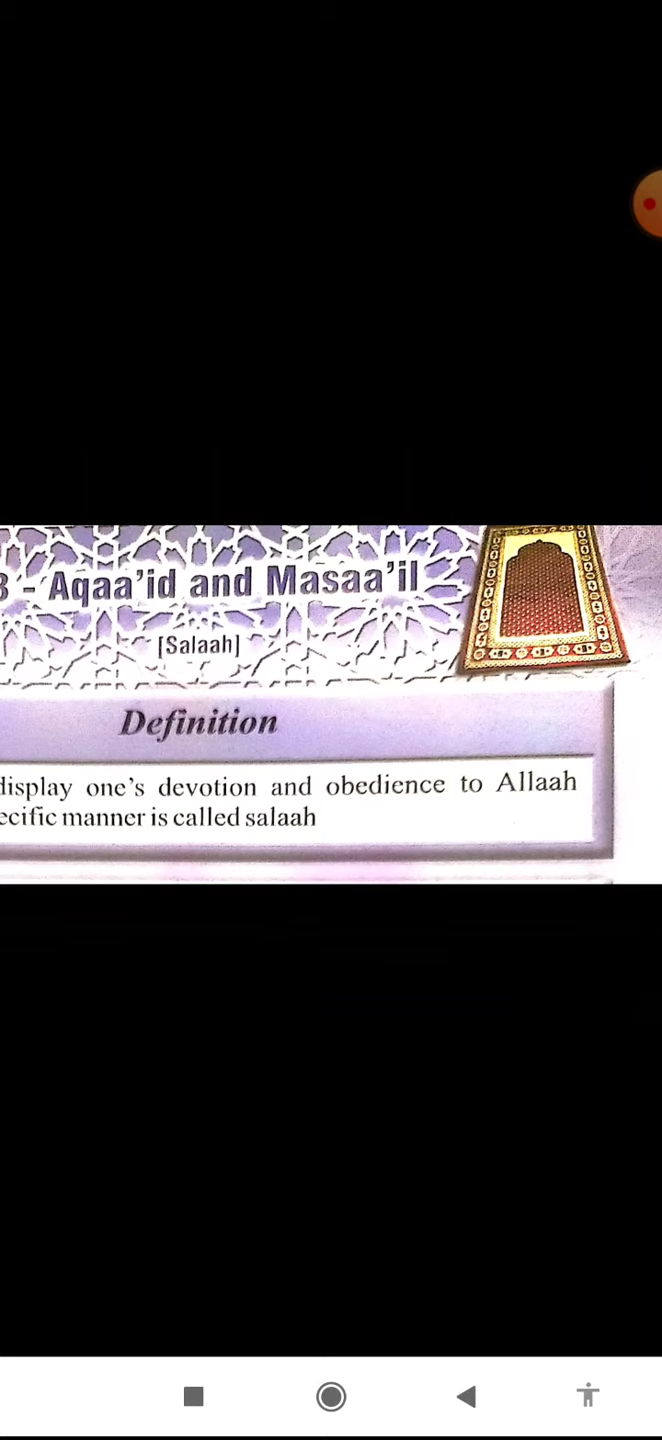 3 - Aqaa’id and Masaa’il
[Salaah]
Definition
display one’s devotion and obedience to Allaah
ecific manner is called salaah